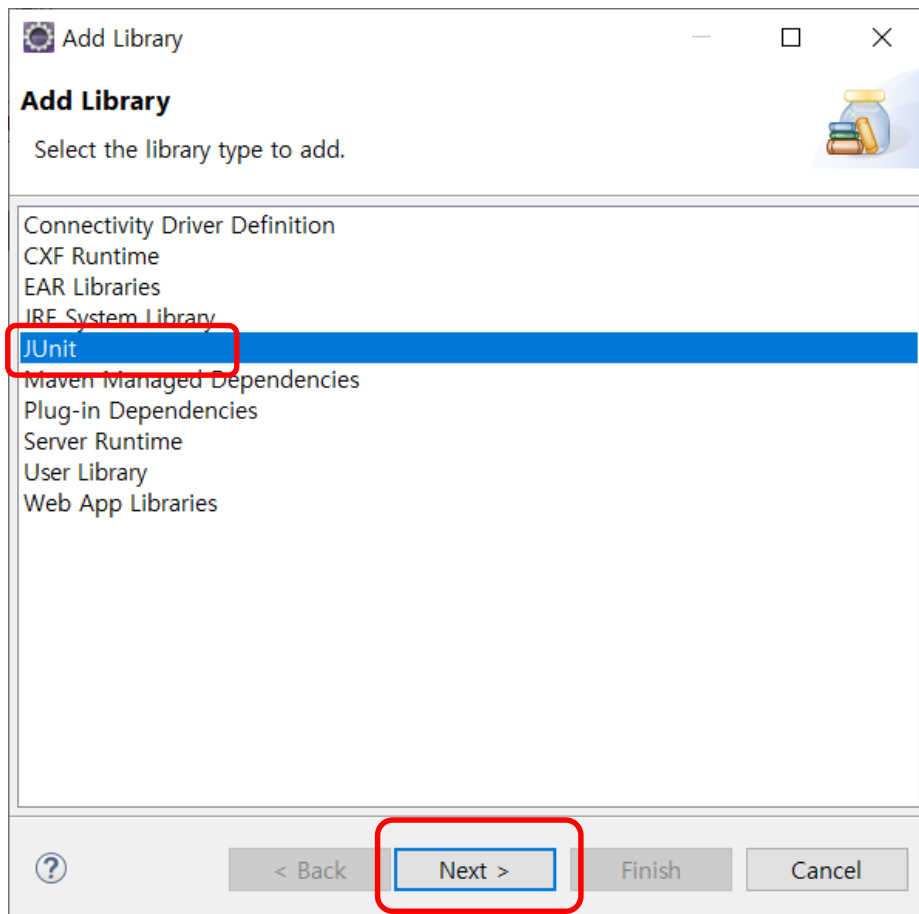 Add Library
Add Library
Select the library type to add.
Connectivity Driver Definition
CXF Runtime
EAR Libraries
JRE System Library
JUnit
Maven Managed Dependencies
Plug-in Dependencies
Server Runtime
User Library
Web App Libraries
? < Back Next > Finish Cancel